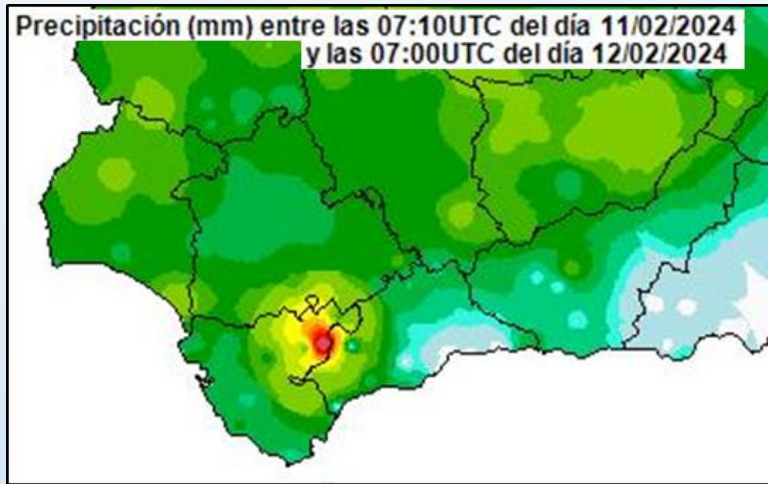 Precipitación (mm) entre las 07:10UTC del día 11/02/2024
y las 07:00UTC del día 12/02/2024